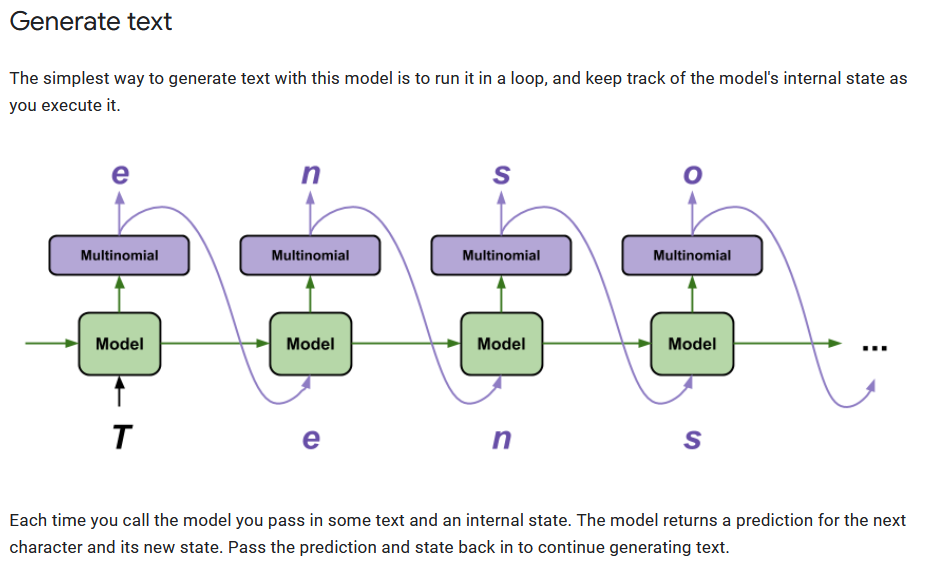 Generate text
The simplest way to generate text with this model is to run it in a loop, and keep track of the model's internal state as
you execute it.
e n s o
Multinomial Multinomial Multinomial Multinomial
Model Model Model Model ...
T e n s
Each time you call the model you pass in some text and an internal state. The model returns a prediction for the next
character and its new state. Pass the prediction and state back in to continue generating text.